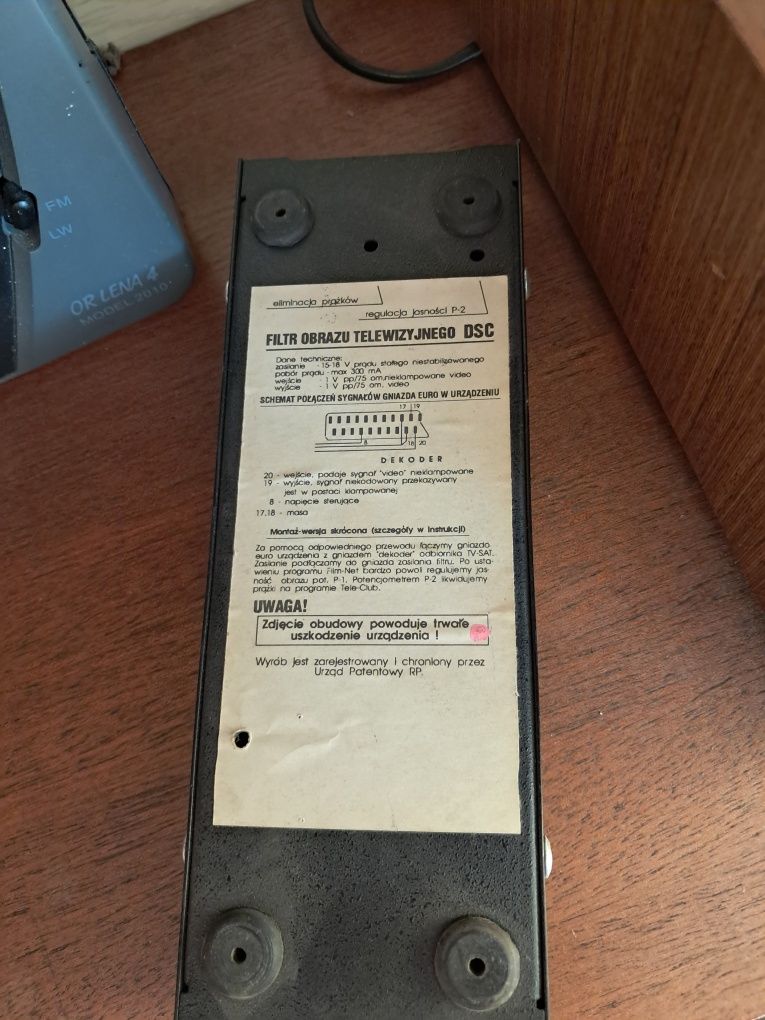 FM
LW
OR LENA 4
MODEL 2010
eliminacja prążków
regulacja jasności P-2
FILTR OBRAZU TELEWIZYJNEGO DSC
Dane techniczne:
zasilanie - 15-18 V prądu stałego niestabilizowanego
pobór prądu - max 300 mA
wejście - 1 V pp/75 om.nieklampowane video
wyjście - 1 V pp/75 om. video
SCHEMAT POŁĄCZEŃ SYGNAŁÓW GNIAZDA EURO W URZĄDZENIU
17 19
8 18 20
DEKODER
20 - wejście, podaje sygnał "video" nieklampowane
19 - wyjście, sygnał niekodowany przekazywany
jest w postaci klampowanej
8 - napięcie sterujące
17.18 - masa
Montaż-wersja skrócona (szczegóły w instrukcji)
Za pomocą odpowiedniego przewodu łączymy gniazdo
euro urządzenia z gniazdem "dekoder" odbiornika TV-SAT.
Zasilanie podłączamy do gniazda zasilania filtru. Po usta-
wieniu programu Film-Net bardzo powoli regulujemy jas-
ność obrazu pot. P-1. Potencjometrem P-2 likwidujemy
prążki na programie Tele-Club.
UWAGA!
Zdjęcie obudowy powoduje trwałe
uszkodzenie urządzenia !
Wyrób jest zarejestrowany i chroniony przez
Urząd Patentowy RP.